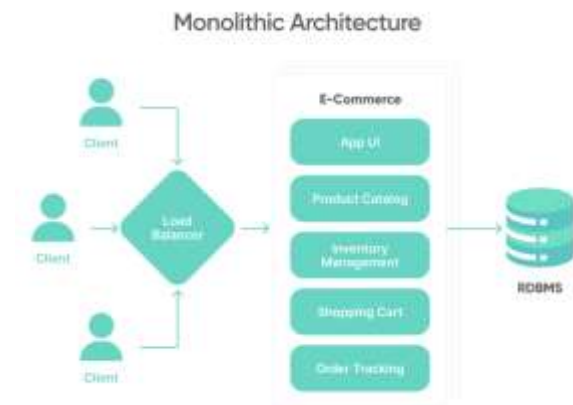 Monolithic Architecture
Client
Client
Client
Load
Balancer
E-Commerce
App UI
Product Catalog
Inventory
Management
Shopping Cart
Order Tracking
RDBMS